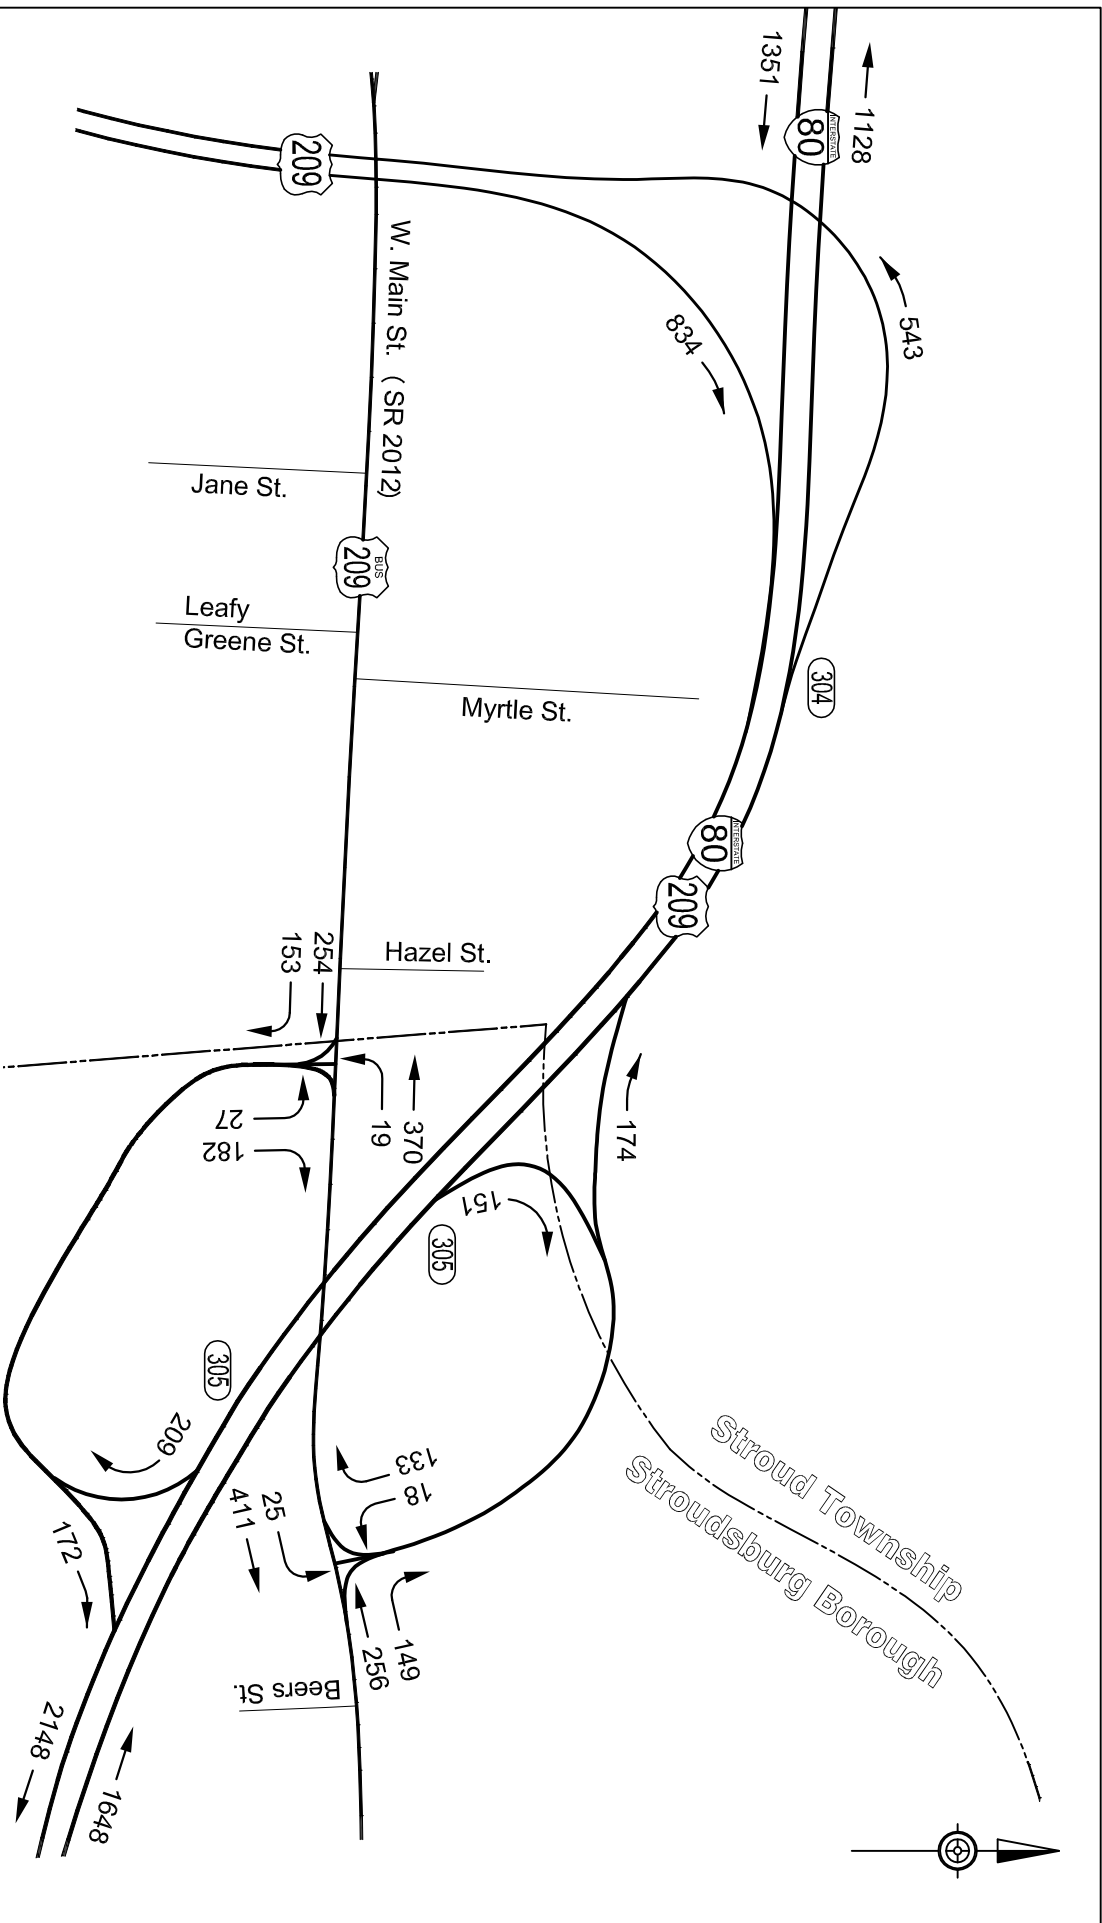 1351
1128
INTERSTATE
80
209
W. Main St. (SR 2012)
543
834
Jane St.
BUS
209
Leafy
Greene St.
Myrtle St.
304
INTERSTATE
80
209
Hazel St.
254
153
370
19
27
182
174
151
305
305
209
133
18
25
411
172
149
256
Beers St.
Stroud Township
Stroudsburg Borough
2148
1648